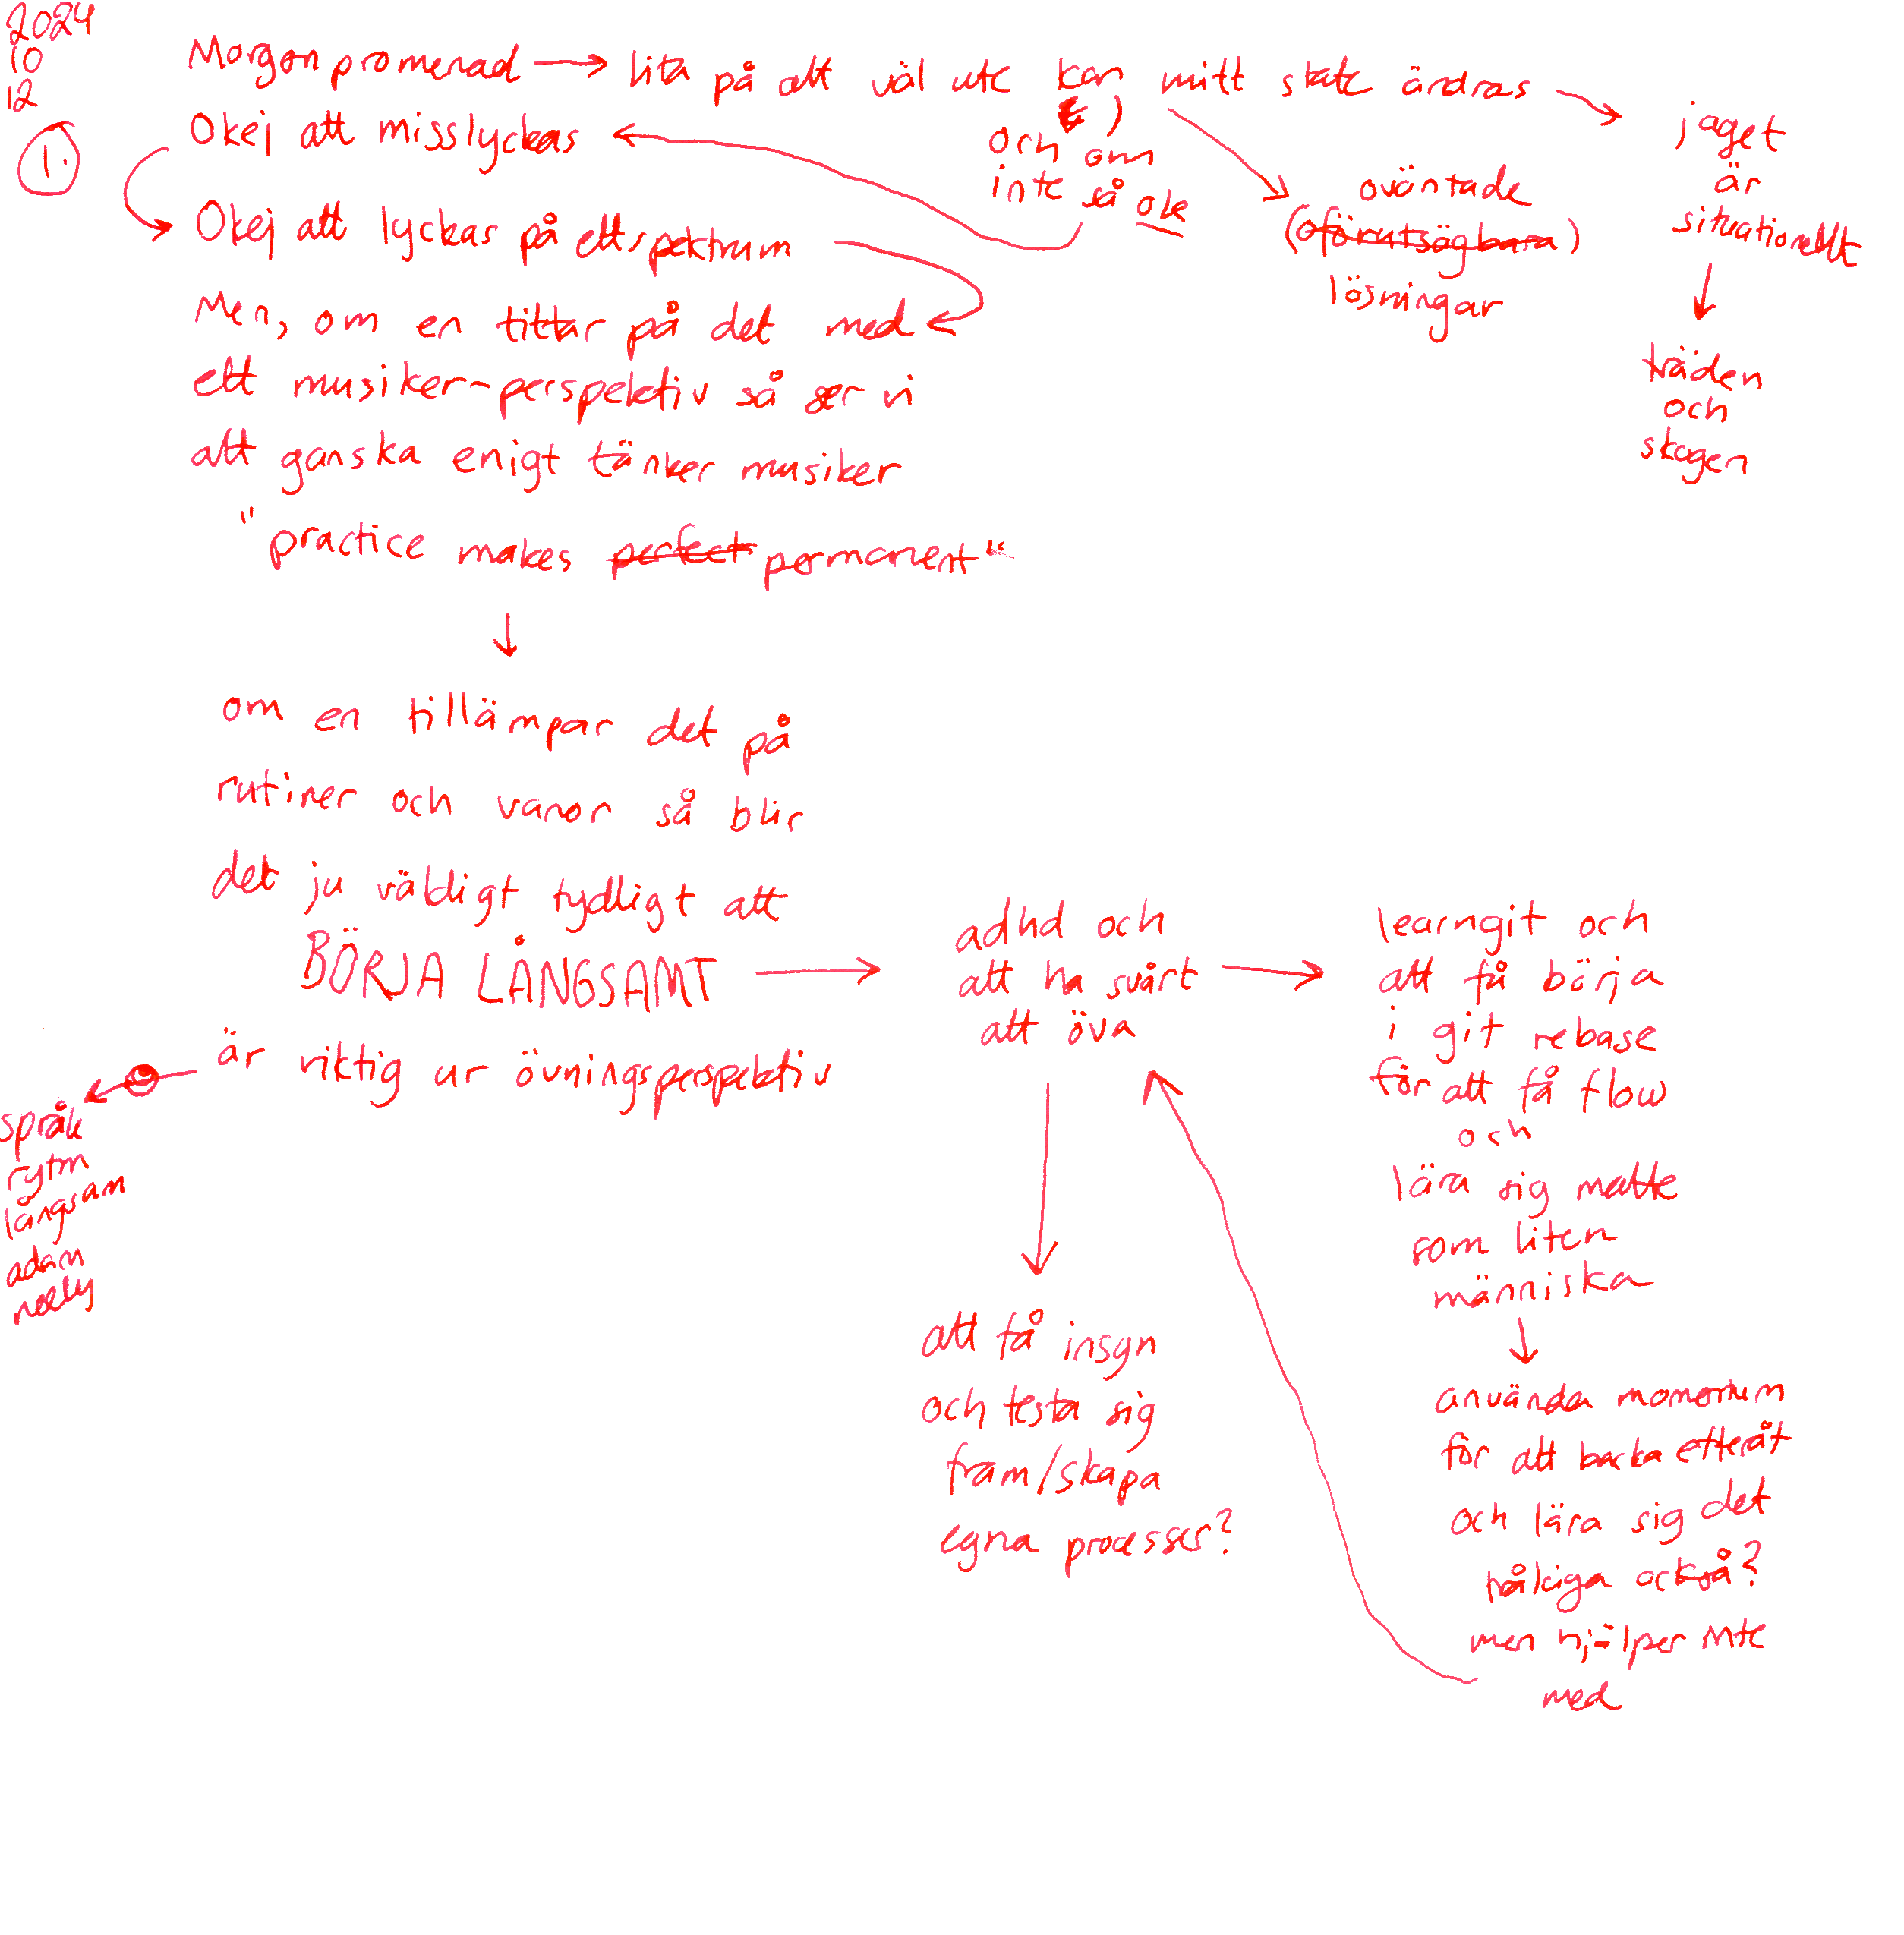 2024
10
12
1.
Morgonpromenad → lita på att väl ute kan mitt state ändras
och om
inte så ok
jaget
är
situationellt
träden
och
skogen
oväntade
(oförutsägbara)
lösningar
Okej att misslyckas
Okej att lyckas på ett spektrum
Men, om en tittar på det med
ett musiker-perspektiv så ser vi
att ganska enigt tänker musiker
"practice makes perfect permanent"
om en tillämpar det på
rutiner och vanor så blir
det ju väldigt tydligt att
BÖRJA LÅNGSAMT
är viktig ur övningsperspektiv
språk
rytm
långsam
adam
neely
adhd och
att ha svårt
att öva
att få insyn
och testa sig
fram/skapa
egna processer?
learngit och
att få börja
i git rebase
för att få flow
och
lära sig matte
som liten
människa
använda momentum
för att backa efteråt
och lära sig det
tråkiga också?
men hjälper inte
med